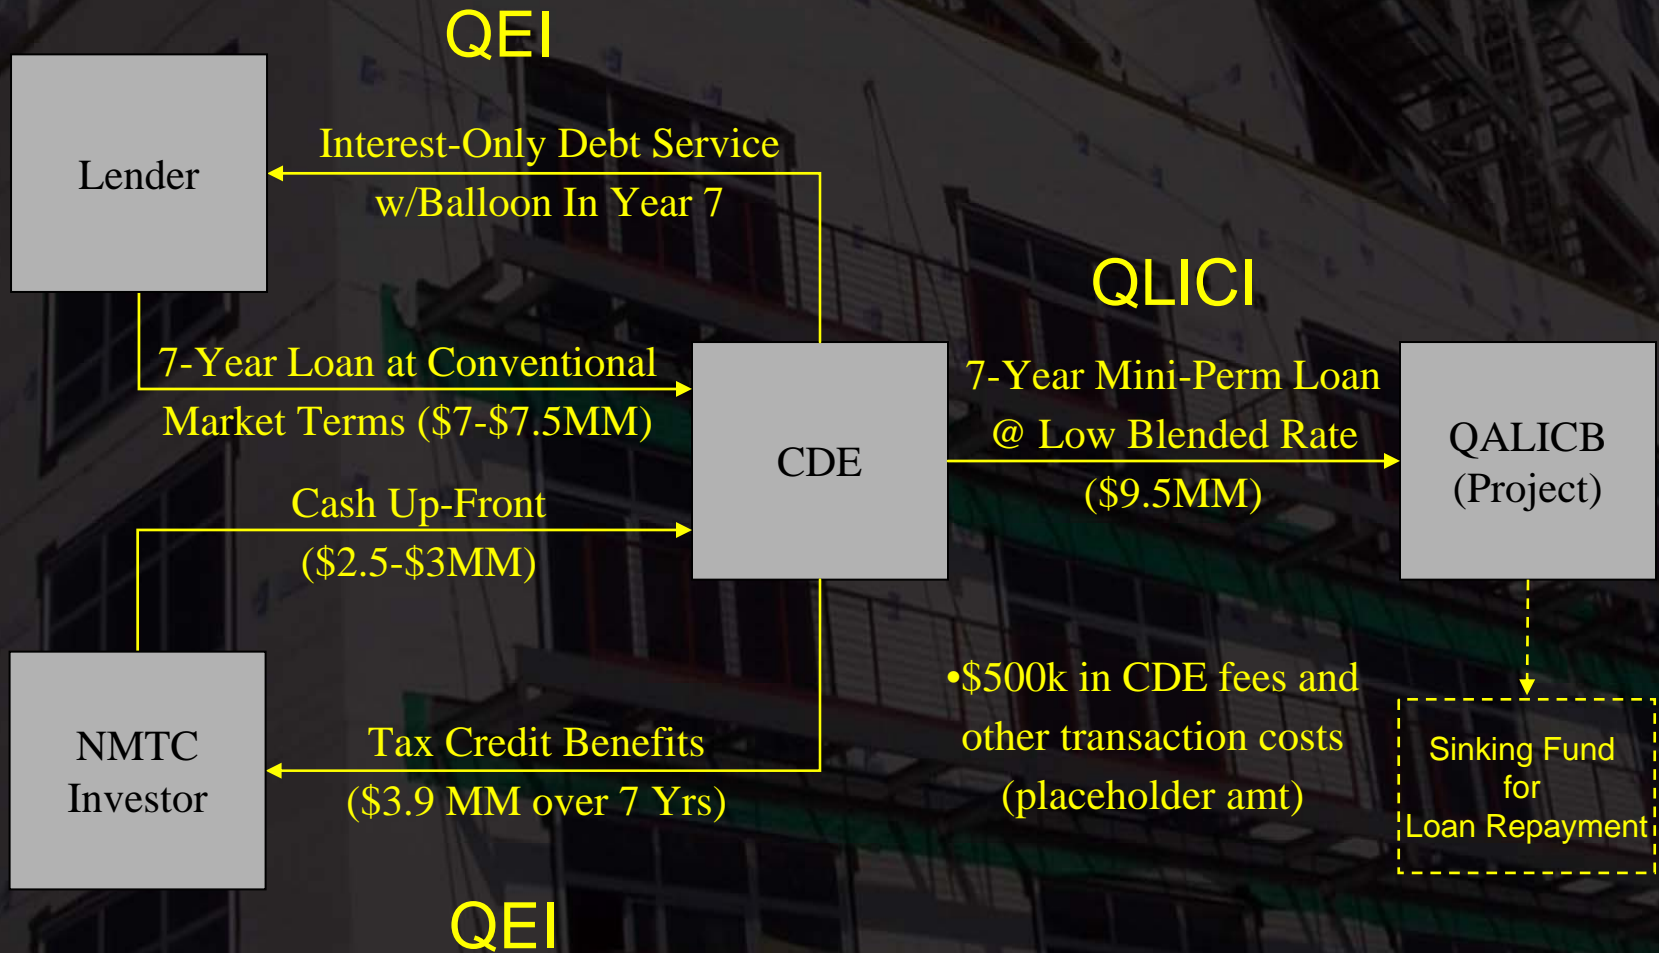 QEI
Lender
Interest-Only Debt Service
w/Balloon In Year 7
7-Year Loan at Conventional
Market Terms ($7-$7.5MM)
Cash Up-Front
($2.5-$3MM)
CDE
QLICI
7-Year Mini-Perm Loan
@ Low Blended Rate
($9.5MM)
QALICB
(Project)
NMTC
Investor
Tax Credit Benefits
($3.9 MM over 7 Yrs)
•$500k in CDE fees and
other transaction costs
(placeholder amt)
Sinking Fund
for
Loan Repayment
QEI